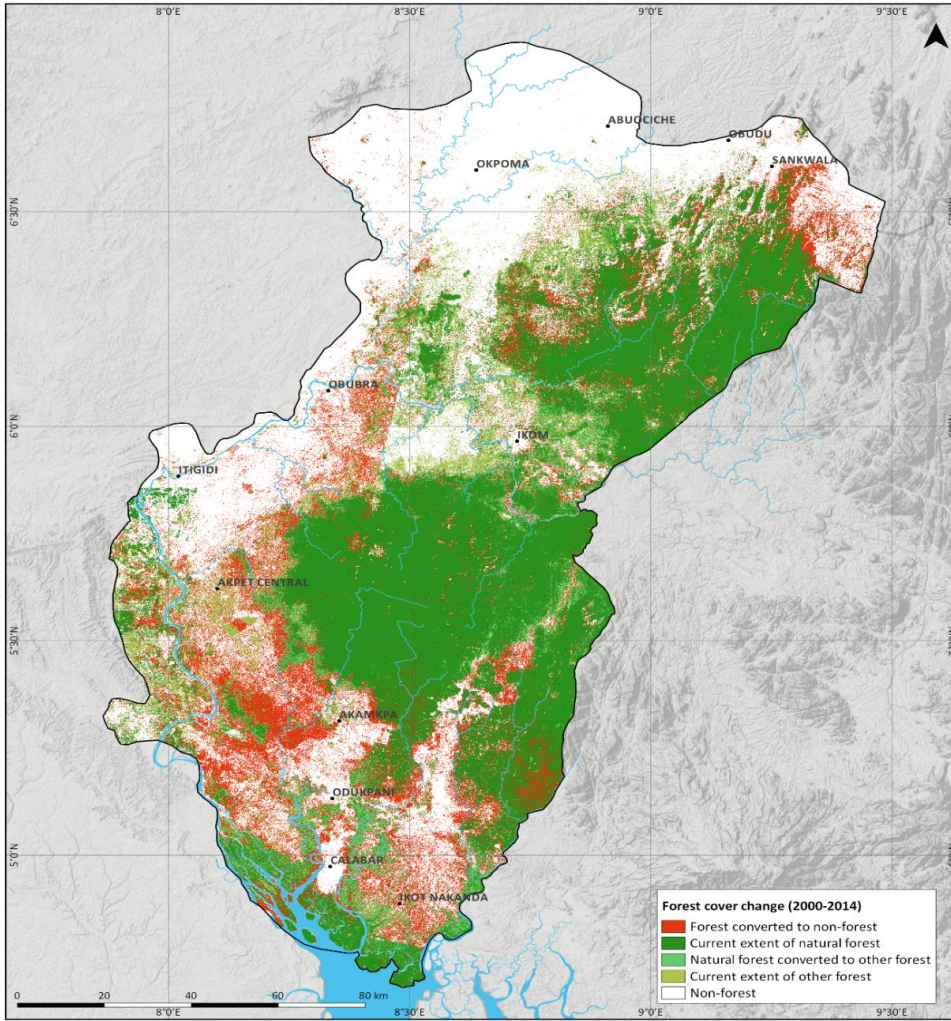 8°0'E 8°30'E 9°0'E 9°30'E
ABUOCICHE
OBUDU
OKPOMA
SANKWALA
6°30'N
OBUBRA
6°0'N
IKOM
ITIGIDI
AKPET CENTRAL
5°30'N
AKAMKPA
ODUKPANI
5°0'N
CALABAR
IKOT NAKANDA
Forest cover change (2000-2014)
Forest converted to non-forest
Current extent of natural forest
Natural forest converted to other forest
Current extent of other forest
Non-forest
0 20 40 60 80 km
8°0'E 8°30'E 9°0'E 9°30'E